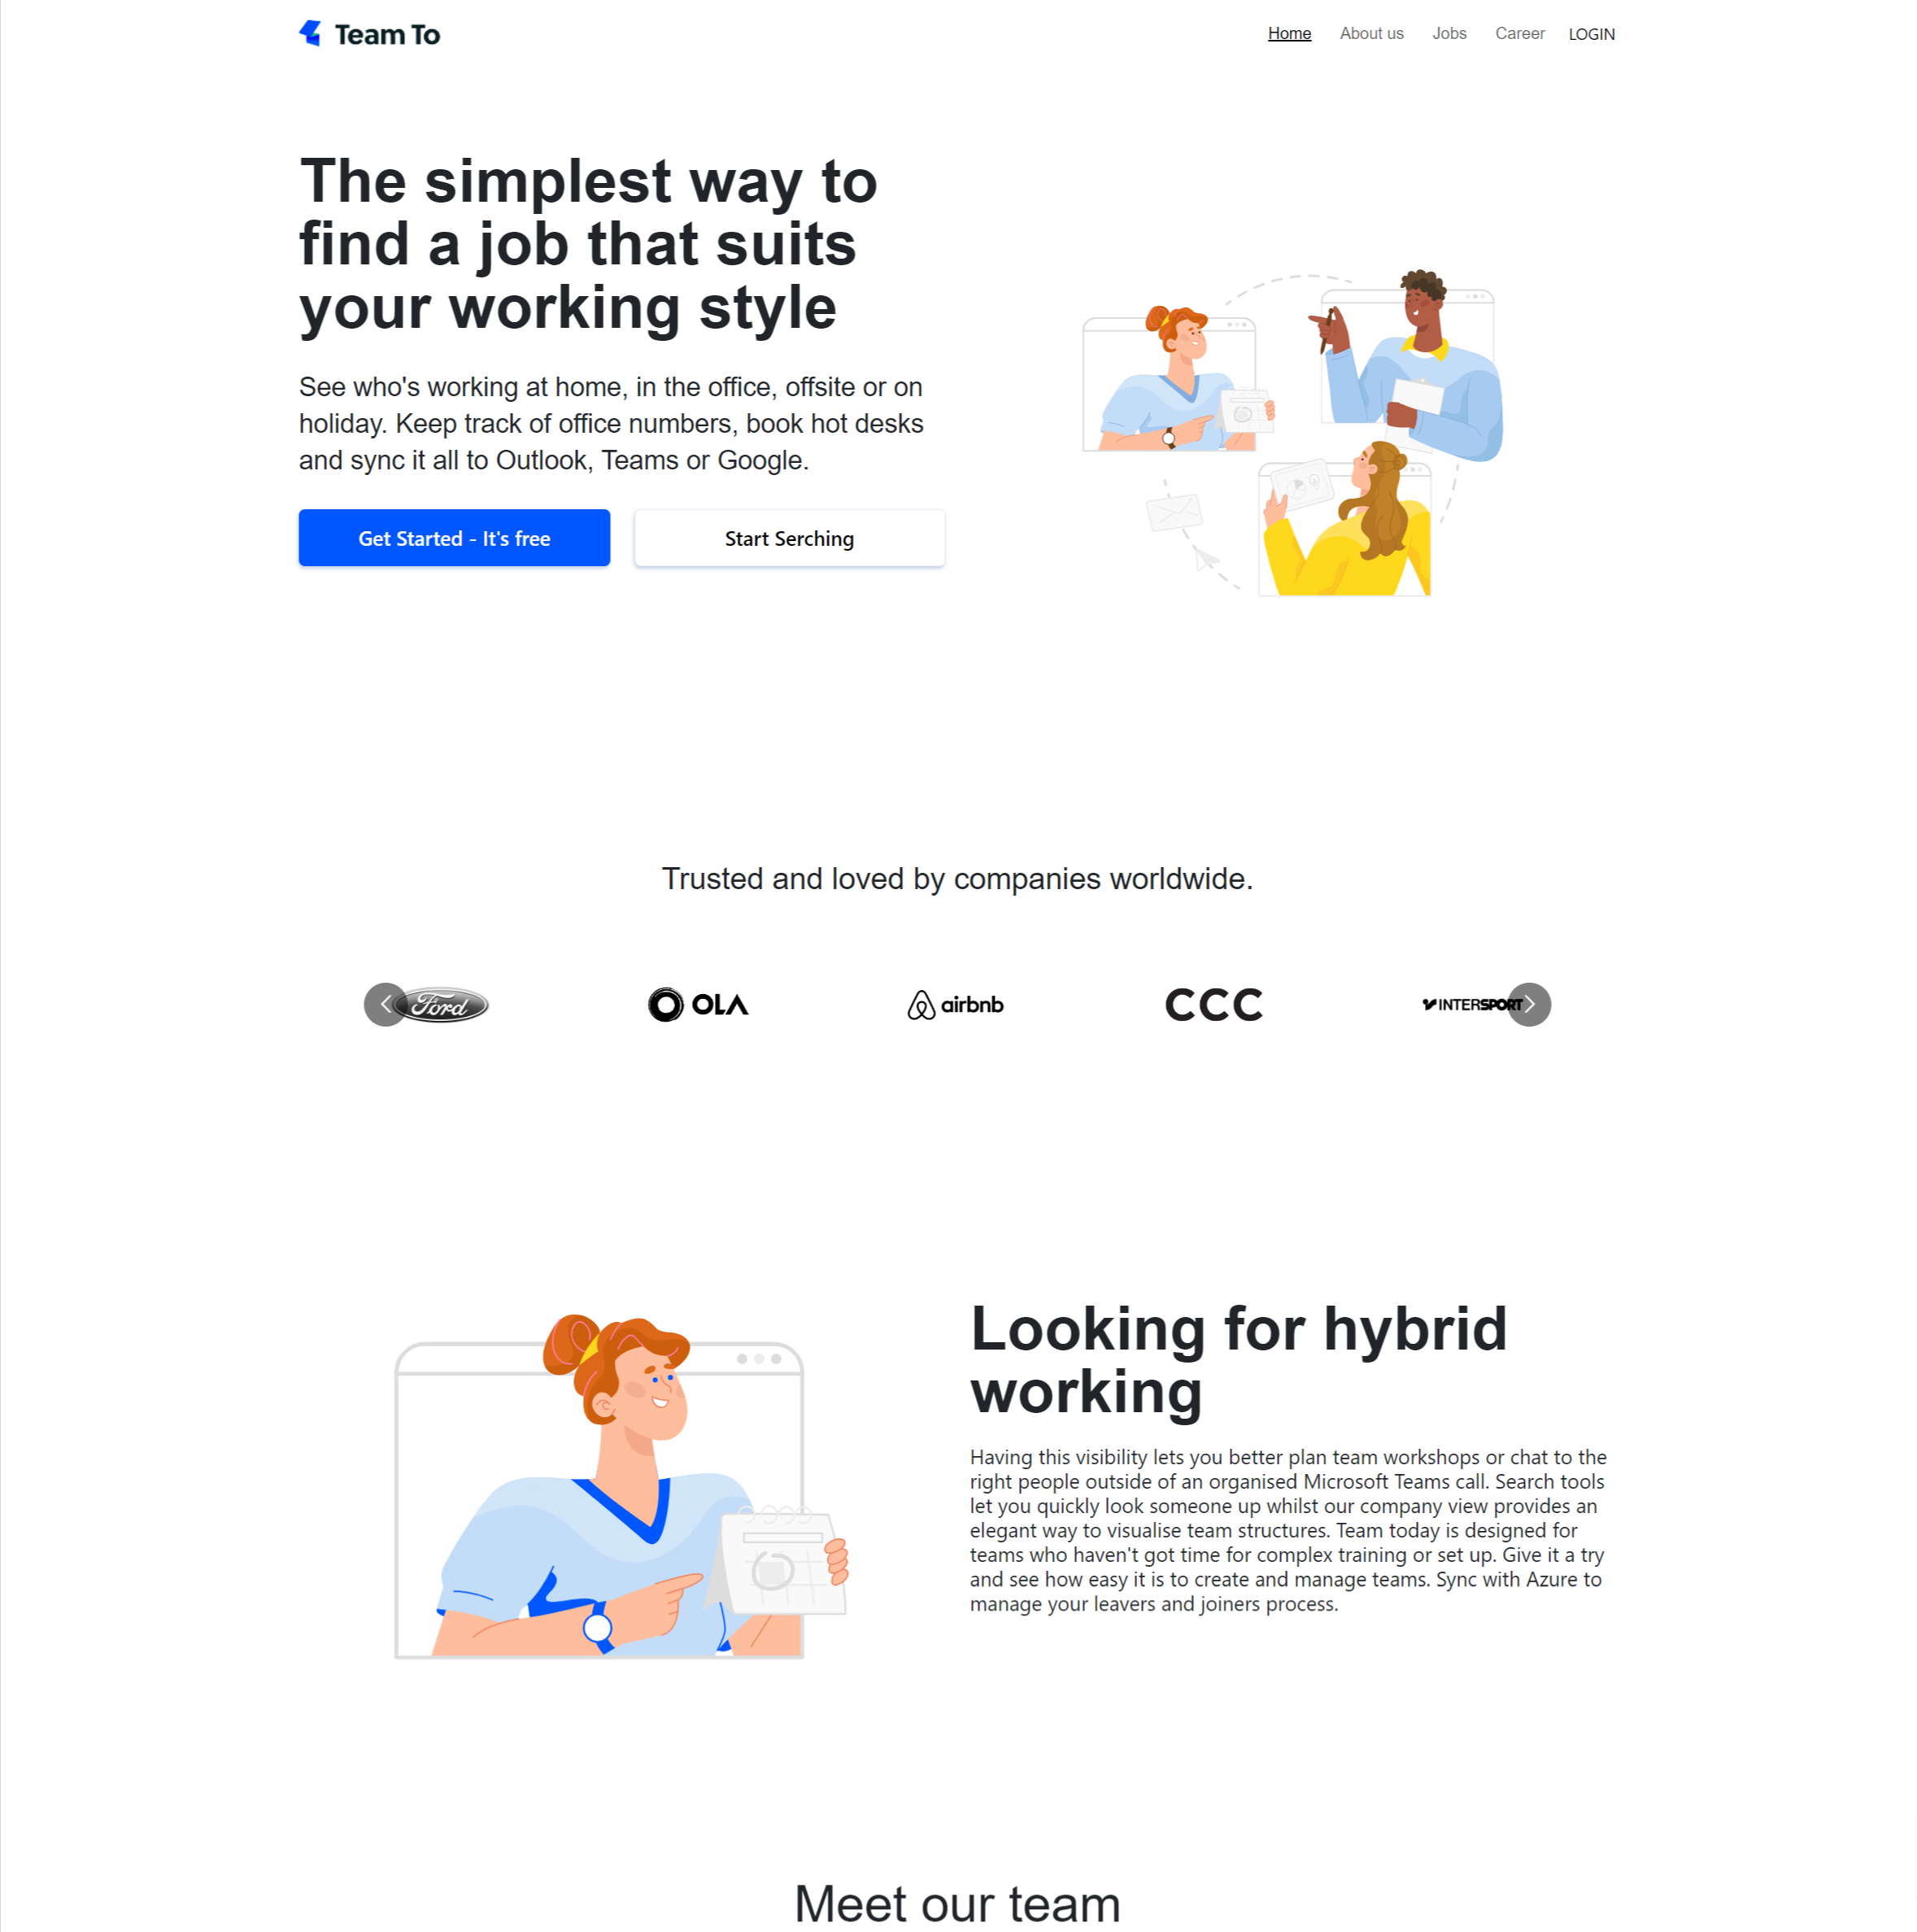 Team To
Home About us Jobs Career LOGIN
The simplest way to
find a job that suits
your working style
See who's working at home, in the office, offsite or on
holiday. Keep track of office numbers, book hot desks
and sync it all to Outlook, Teams or Google.
Get Started - It's free
Start Serching
Trusted and loved by companies worldwide.
Ford
OLA
airbnb
CCC
INTERSPORT
Looking for hybrid
working
Having this visibility lets you better plan team workshops or chat to the
right people outside of an organised Microsoft Teams call. Search tools
let you quickly look someone up whilst our company view provides an
elegant way to visualise team structures. Team today is designed for
teams who haven't got time for complex training or set up. Give it a try
and see how easy it is to create and manage teams. Sync with Azure to
manage your leavers and joiners process.
Meet our team